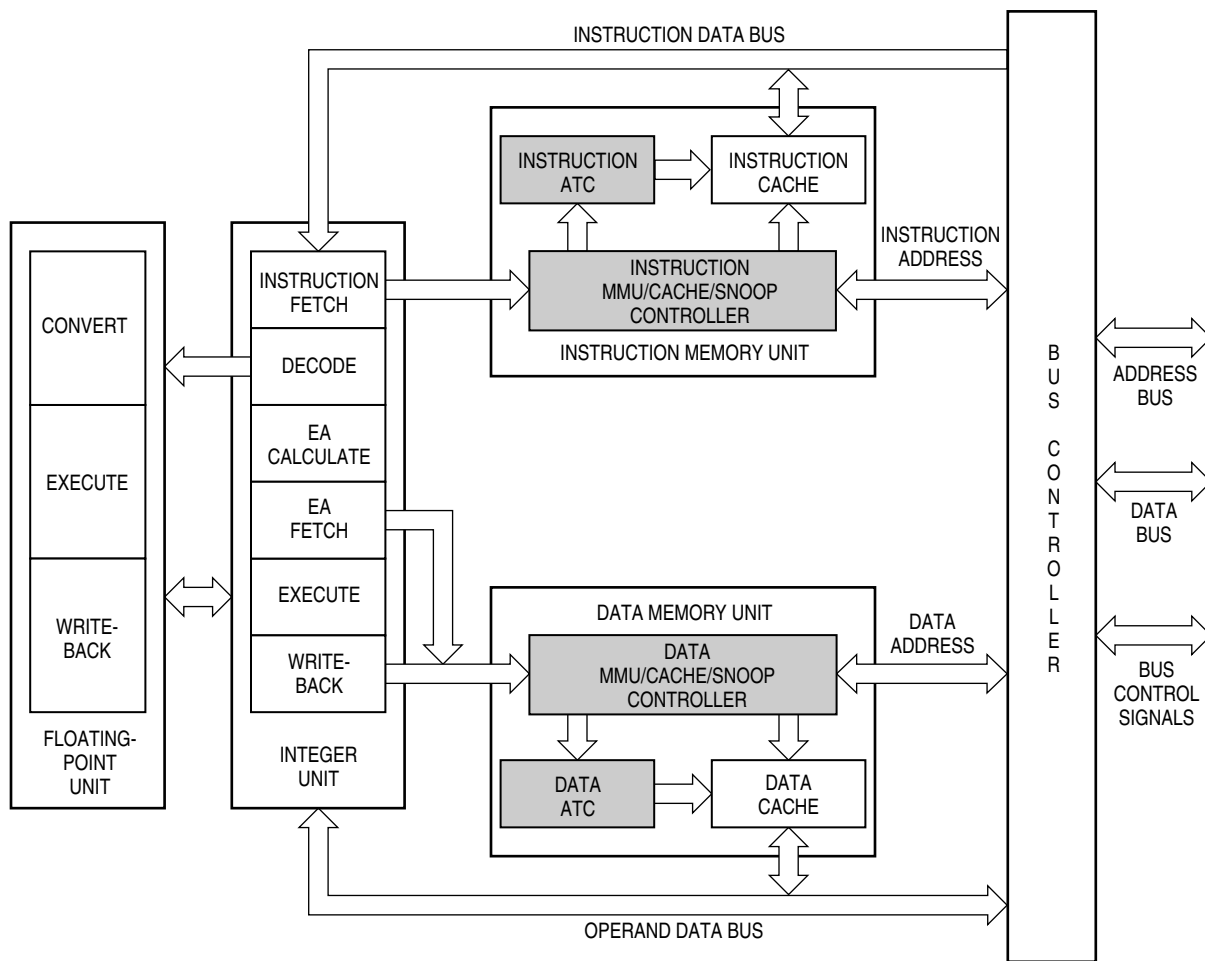 INSTRUCTION DATA BUS
INSTRUCTION
ATC
INSTRUCTION
CACHE
INSTRUCTION
MMU/CACHE/SNOOP
CONTROLLER
INSTRUCTION MEMORY UNIT
INSTRUCTION
ADDRESS
CONVERT
EXECUTE
WRITE-
BACK
FLOATING-
POINT
UNIT
INSTRUCTION
FETCH
DECODE
EA
CALCULATE
EA
FETCH
EXECUTE
WRITE-
BACK
INTEGER
UNIT
DATA MEMORY UNIT
DATA
MMU/CACHE/SNOOP
CONTROLLER
DATA
ATC
DATA
CACHE
DATA
ADDRESS
OPERAND DATA BUS
B
U
S
C
O
N
T
R
O
L
L
E
R
ADDRESS
BUS
DATA
BUS
BUS
CONTROL
SIGNALS